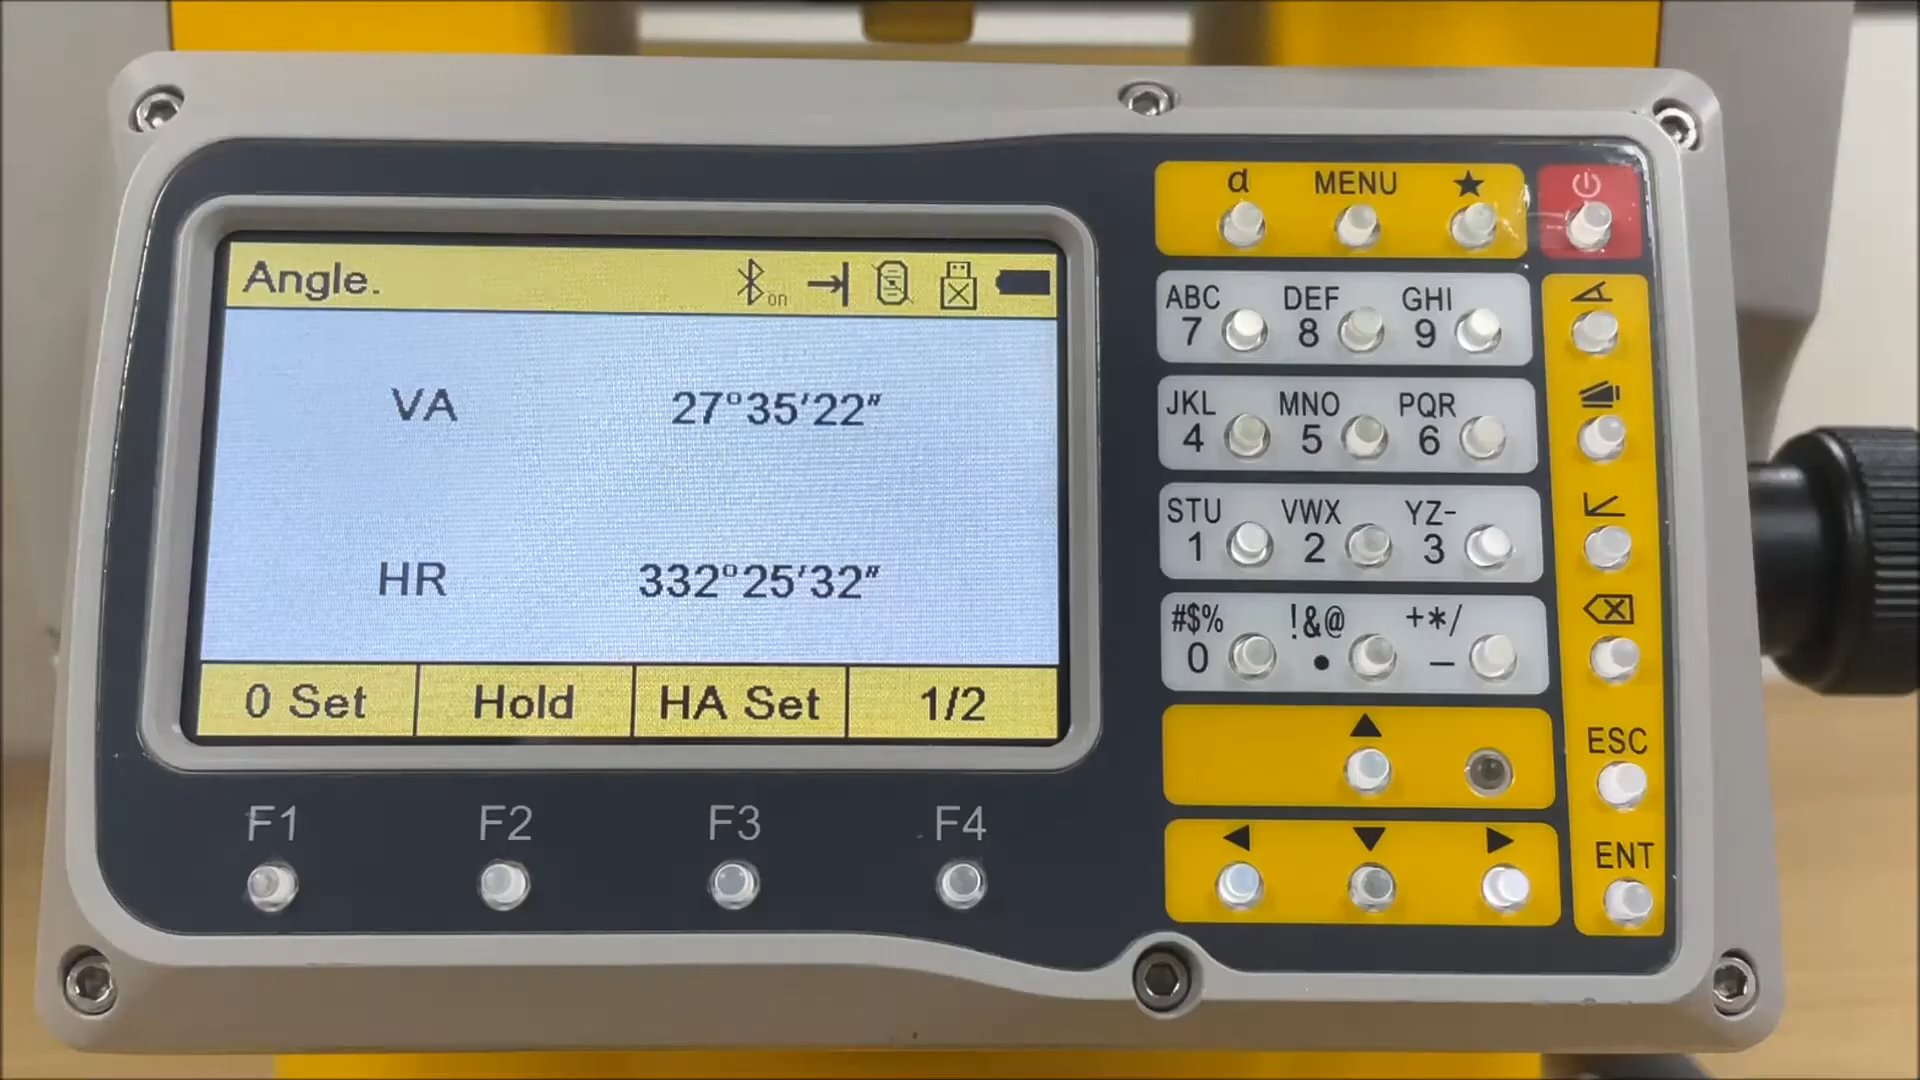 Angle.
on
VA 27°35'22"
HR 332°25'32"
0 Set Hold HA Set 1/2
F1 F2 F3 F4
α MENU ★
ABC DEF GHI
7 8 9
JKL MNO PQR
4 5 6
STU VWX YZ-
1 2 3
#$% !&@ +*/
0 • –
ESC
ENT